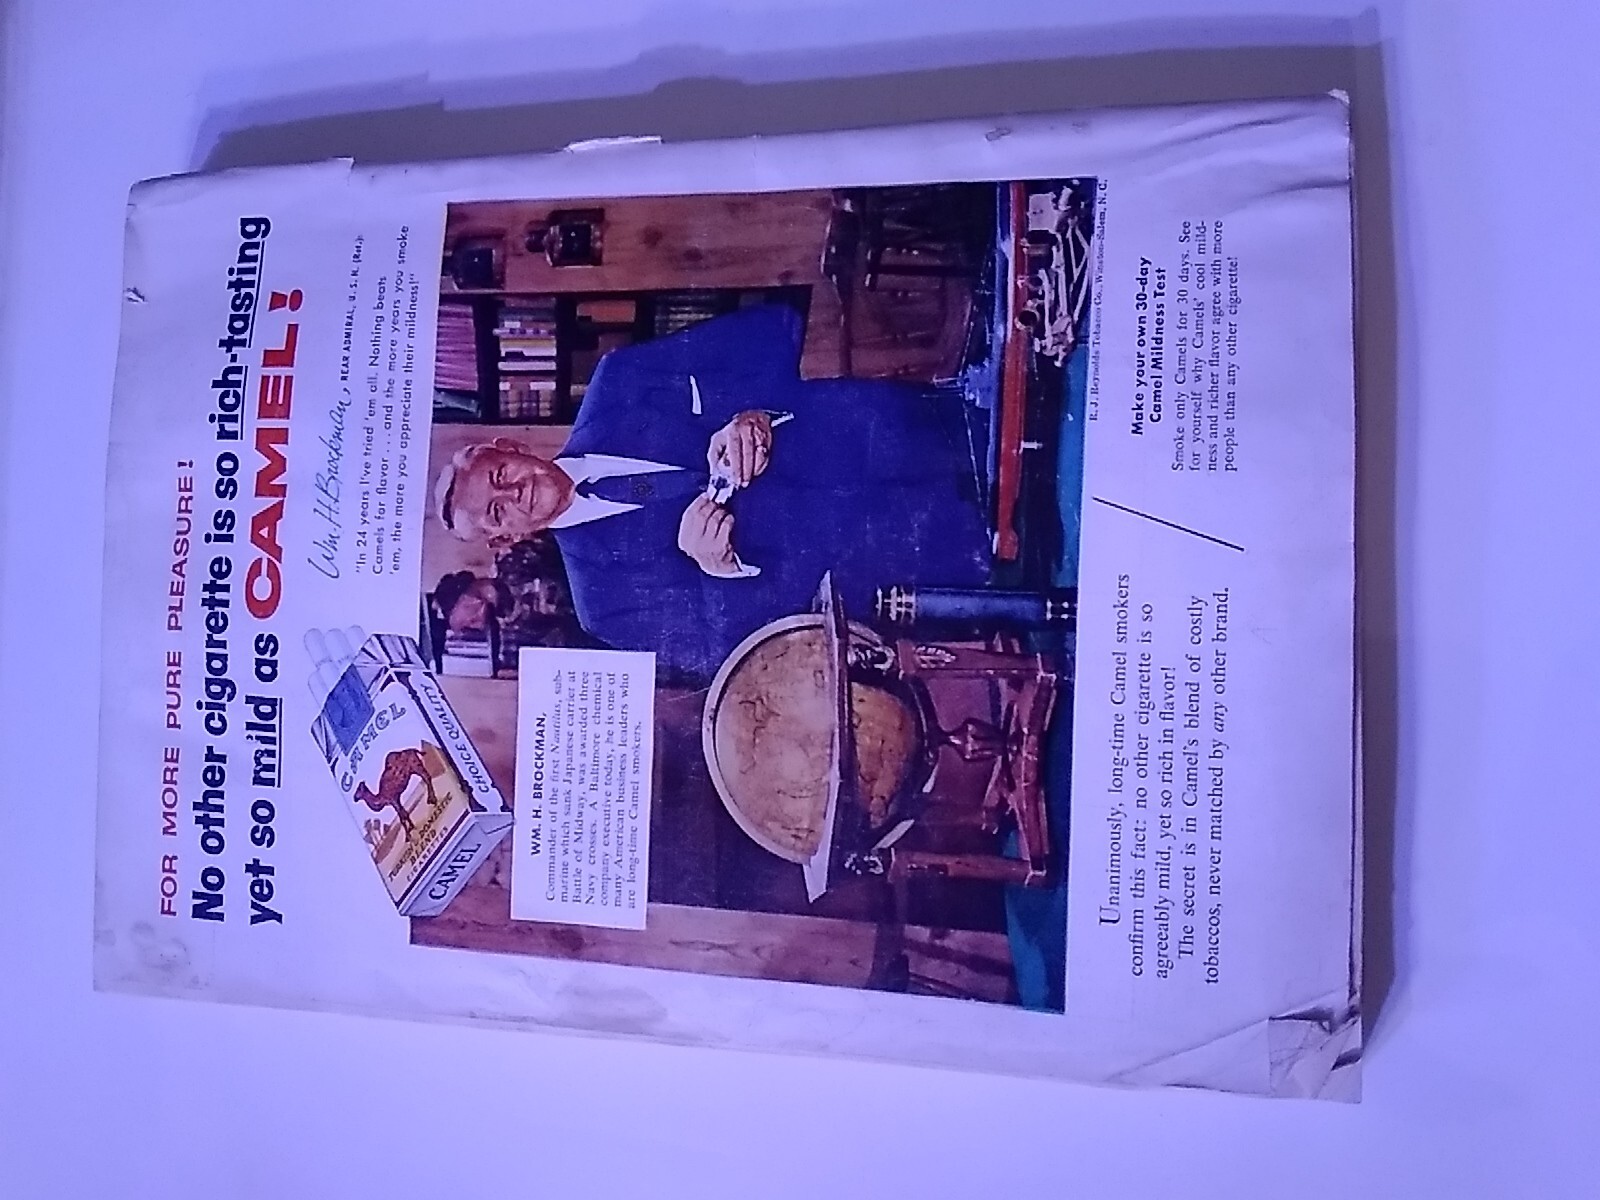 FOR MORE PURE PLEASURE!
No other cigarette is so rich-tasting
yet so mild as CAMEL!
Wm. H. Brockman, REAR ADMIRAL, U. S. N. (Ret.):
"In 24 years I've tried 'em all. Nothing beats
Camels for flavor . . . and the more years you smoke
'em, the more you appreciate their mildness!"
CAMEL
TURKISH & DOMESTIC
BLEND
CIGARETTES
CHOICE QUALITY
CAMEL
WM. H. BROCKMAN,
Commander of the first Nautilus, sub-
marine which sank Japanese carrier at
Battle of Midway, was awarded three
Navy crosses. A Baltimore chemical
company executive today, he is one of
many American business leaders who
are long-time Camel smokers.
R. J. Reynolds Tobacco Co., Winston-Salem, N. C.
Unanimously, long-time Camel smokers
confirm this fact: no other cigarette is so
agreeably mild, yet so rich in flavor!
The secret is in Camel's blend of costly
tobaccos, never matched by any other brand.
Make your own 30-day
Camel Mildness Test
Smoke only Camels for 30 days. See
for yourself why Camels' cool mild-
ness and richer flavor agree with more
people than any other cigarette!